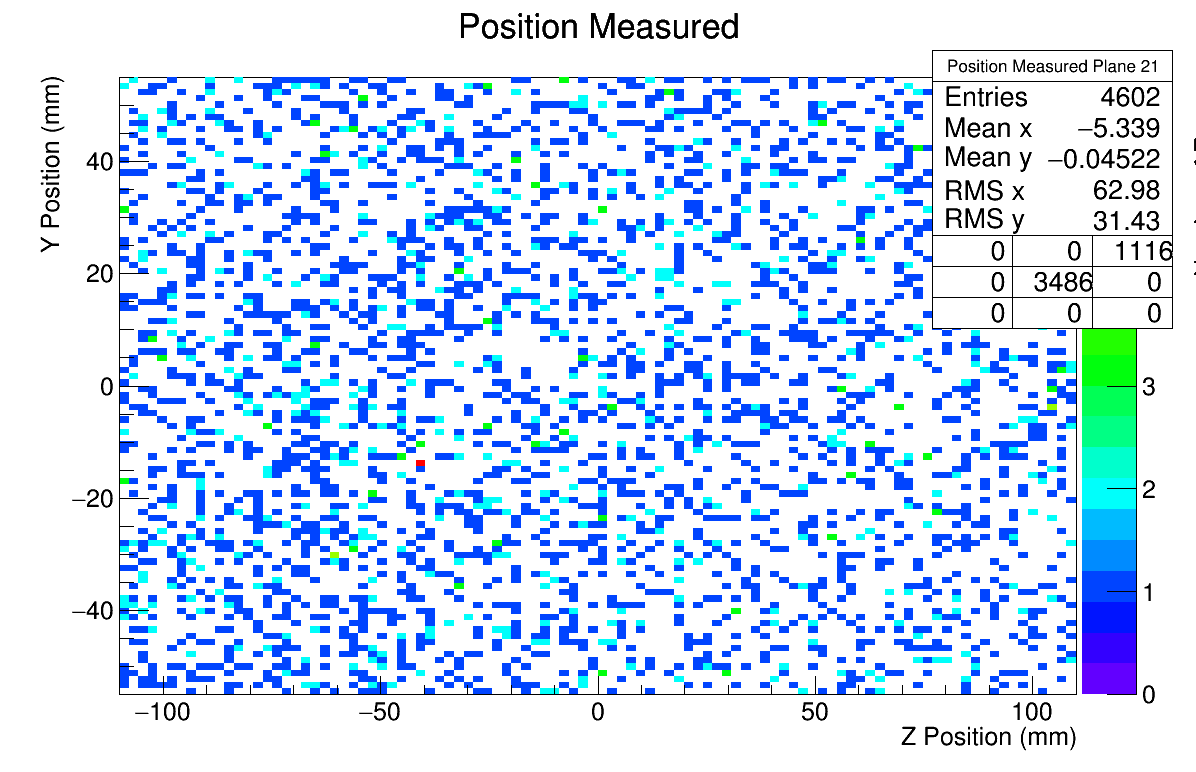 Position Measured
Position Measured Plane 21
Entries 4602
Mean x −5.339
Mean y −0.04522
RMS x 62.98
RMS y 31.43
0 0 1116
0 3486 0
0 0 0
Y Position (mm)
40
20
0
−20
−40
3
2
1
0
−100 −50 0 50 100
Z Position (mm)